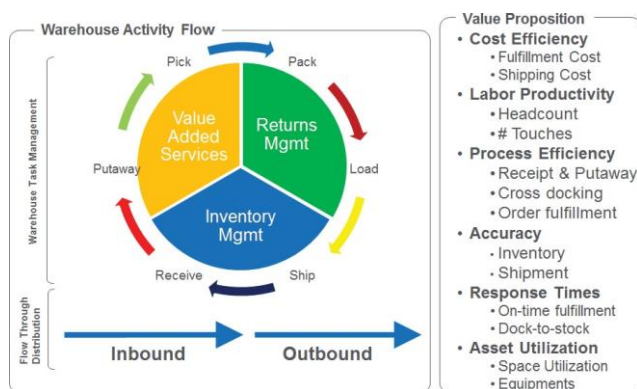 Warehouse Activity Flow
Warehouse Task Management
Pick
Pack
Value
Added
Services
Returns
Mgmt
Putaway
Load
Inventory
Mgmt
Receive
Ship
Flow Through
Distribution
Inbound
Outbound
Value Proposition
• Cost Efficiency
• Fulfillment Cost
• Shipping Cost
• Labor Productivity
• Headcount
• # Touches
• Process Efficiency
• Receipt & Putaway
• Cross docking
• Order fulfillment
• Accuracy
• Inventory
• Shipment
• Response Times
• On-time fulfillment
• Dock-to-stock
• Asset Utilization
• Space Utilization
• Equipments